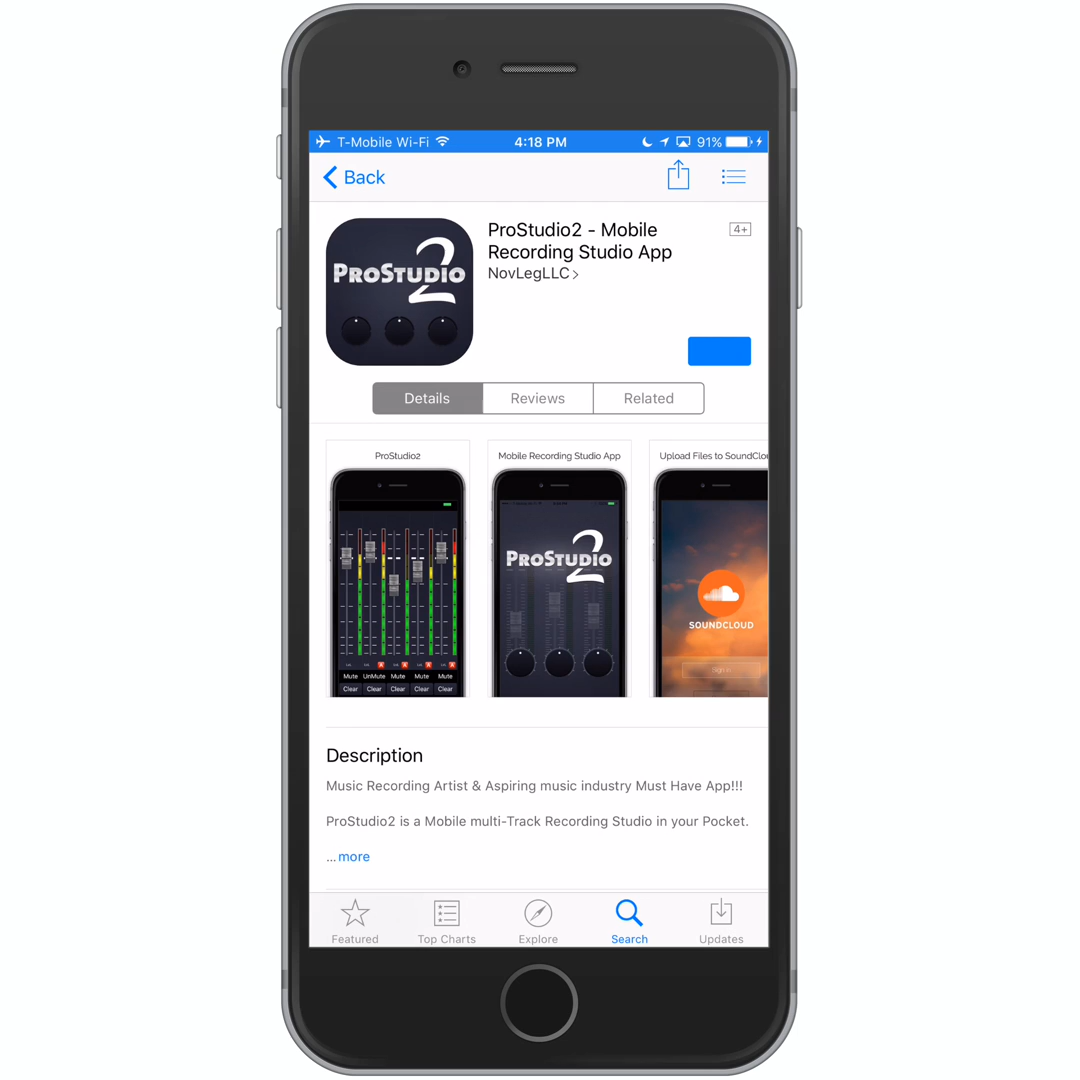 T-Mobile Wi-Fi 4:18 PM 91%
Back
ProStudio2 - Mobile
Recording Studio App
4+
NovLegLLC >
PROSTUDIO 2
Details Reviews Related
ProStudio2
Mobile Recording Studio App
Upload Files to SoundClou
PROSTUDIO 2
SOUNDCLOUD
Sign in
Mute UnMute Mute Mute Mute
Clear Clear Clear Clear Clear
Description
Music Recording Artist & Aspiring music industry Must Have App!!!
ProStudio2 is a Mobile multi-Track Recording Studio in your Pocket.
... more
Featured Top Charts Explore Search Updates